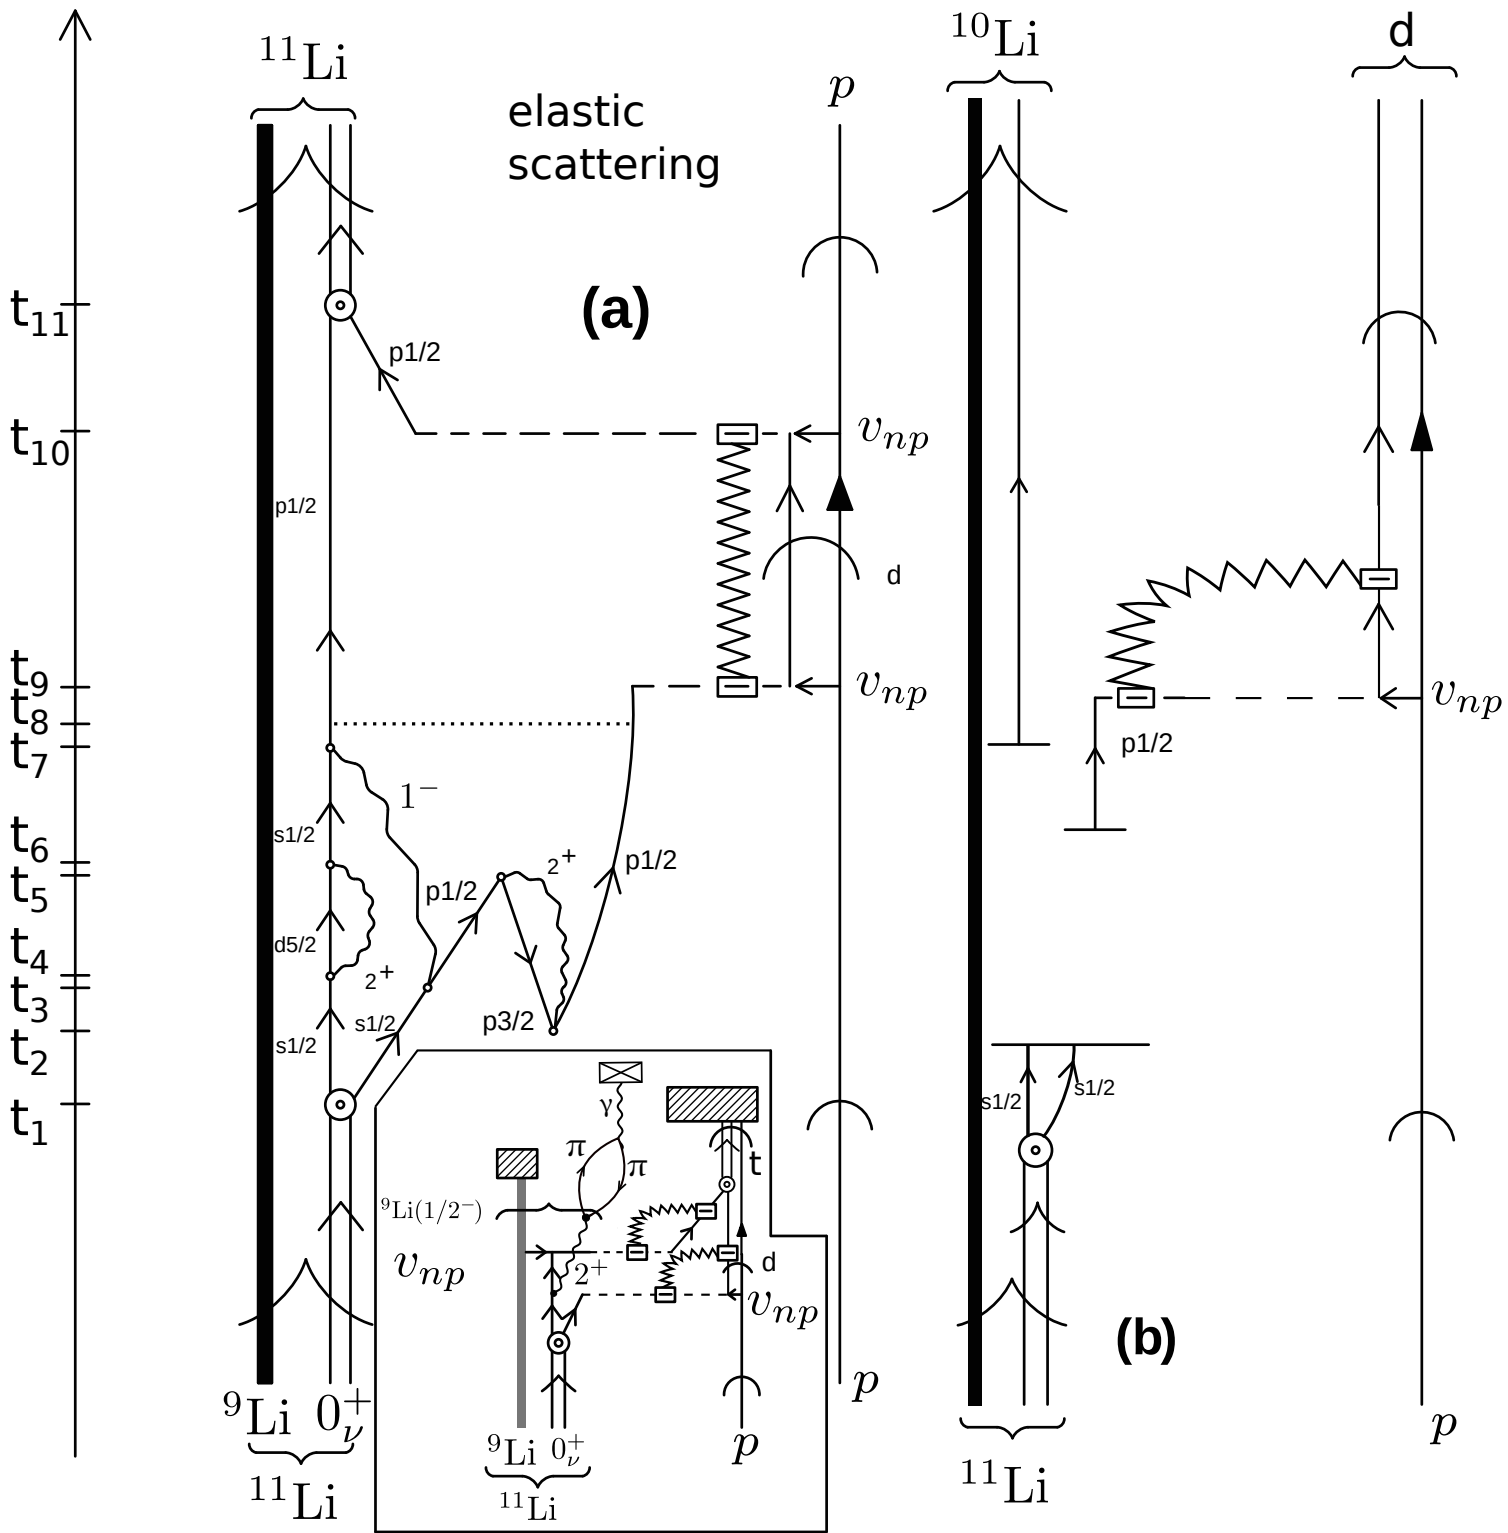 ¹¹Li
elastic
scattering
p
¹⁰Li
d
(a)
t₁₁
p1/2
t₁₀
v_np
p1/2
d
t₉
v_np
v_np
t₈
t₇
p1/2
1⁻
t₆
s1/2
2⁺
p1/2
t₅
p1/2
d5/2
t₄
2⁺
t₃
s1/2
p3/2
t₂
s1/2
t₁
γ
π
π
t
s1/2
s1/2
⁹Li(1/2⁻)
v_np
2⁺
d
v_np
(b)
⁹Li 0⁺_ν
p
⁹Li 0⁺_ν
p
p
¹¹Li
¹¹Li
¹¹Li